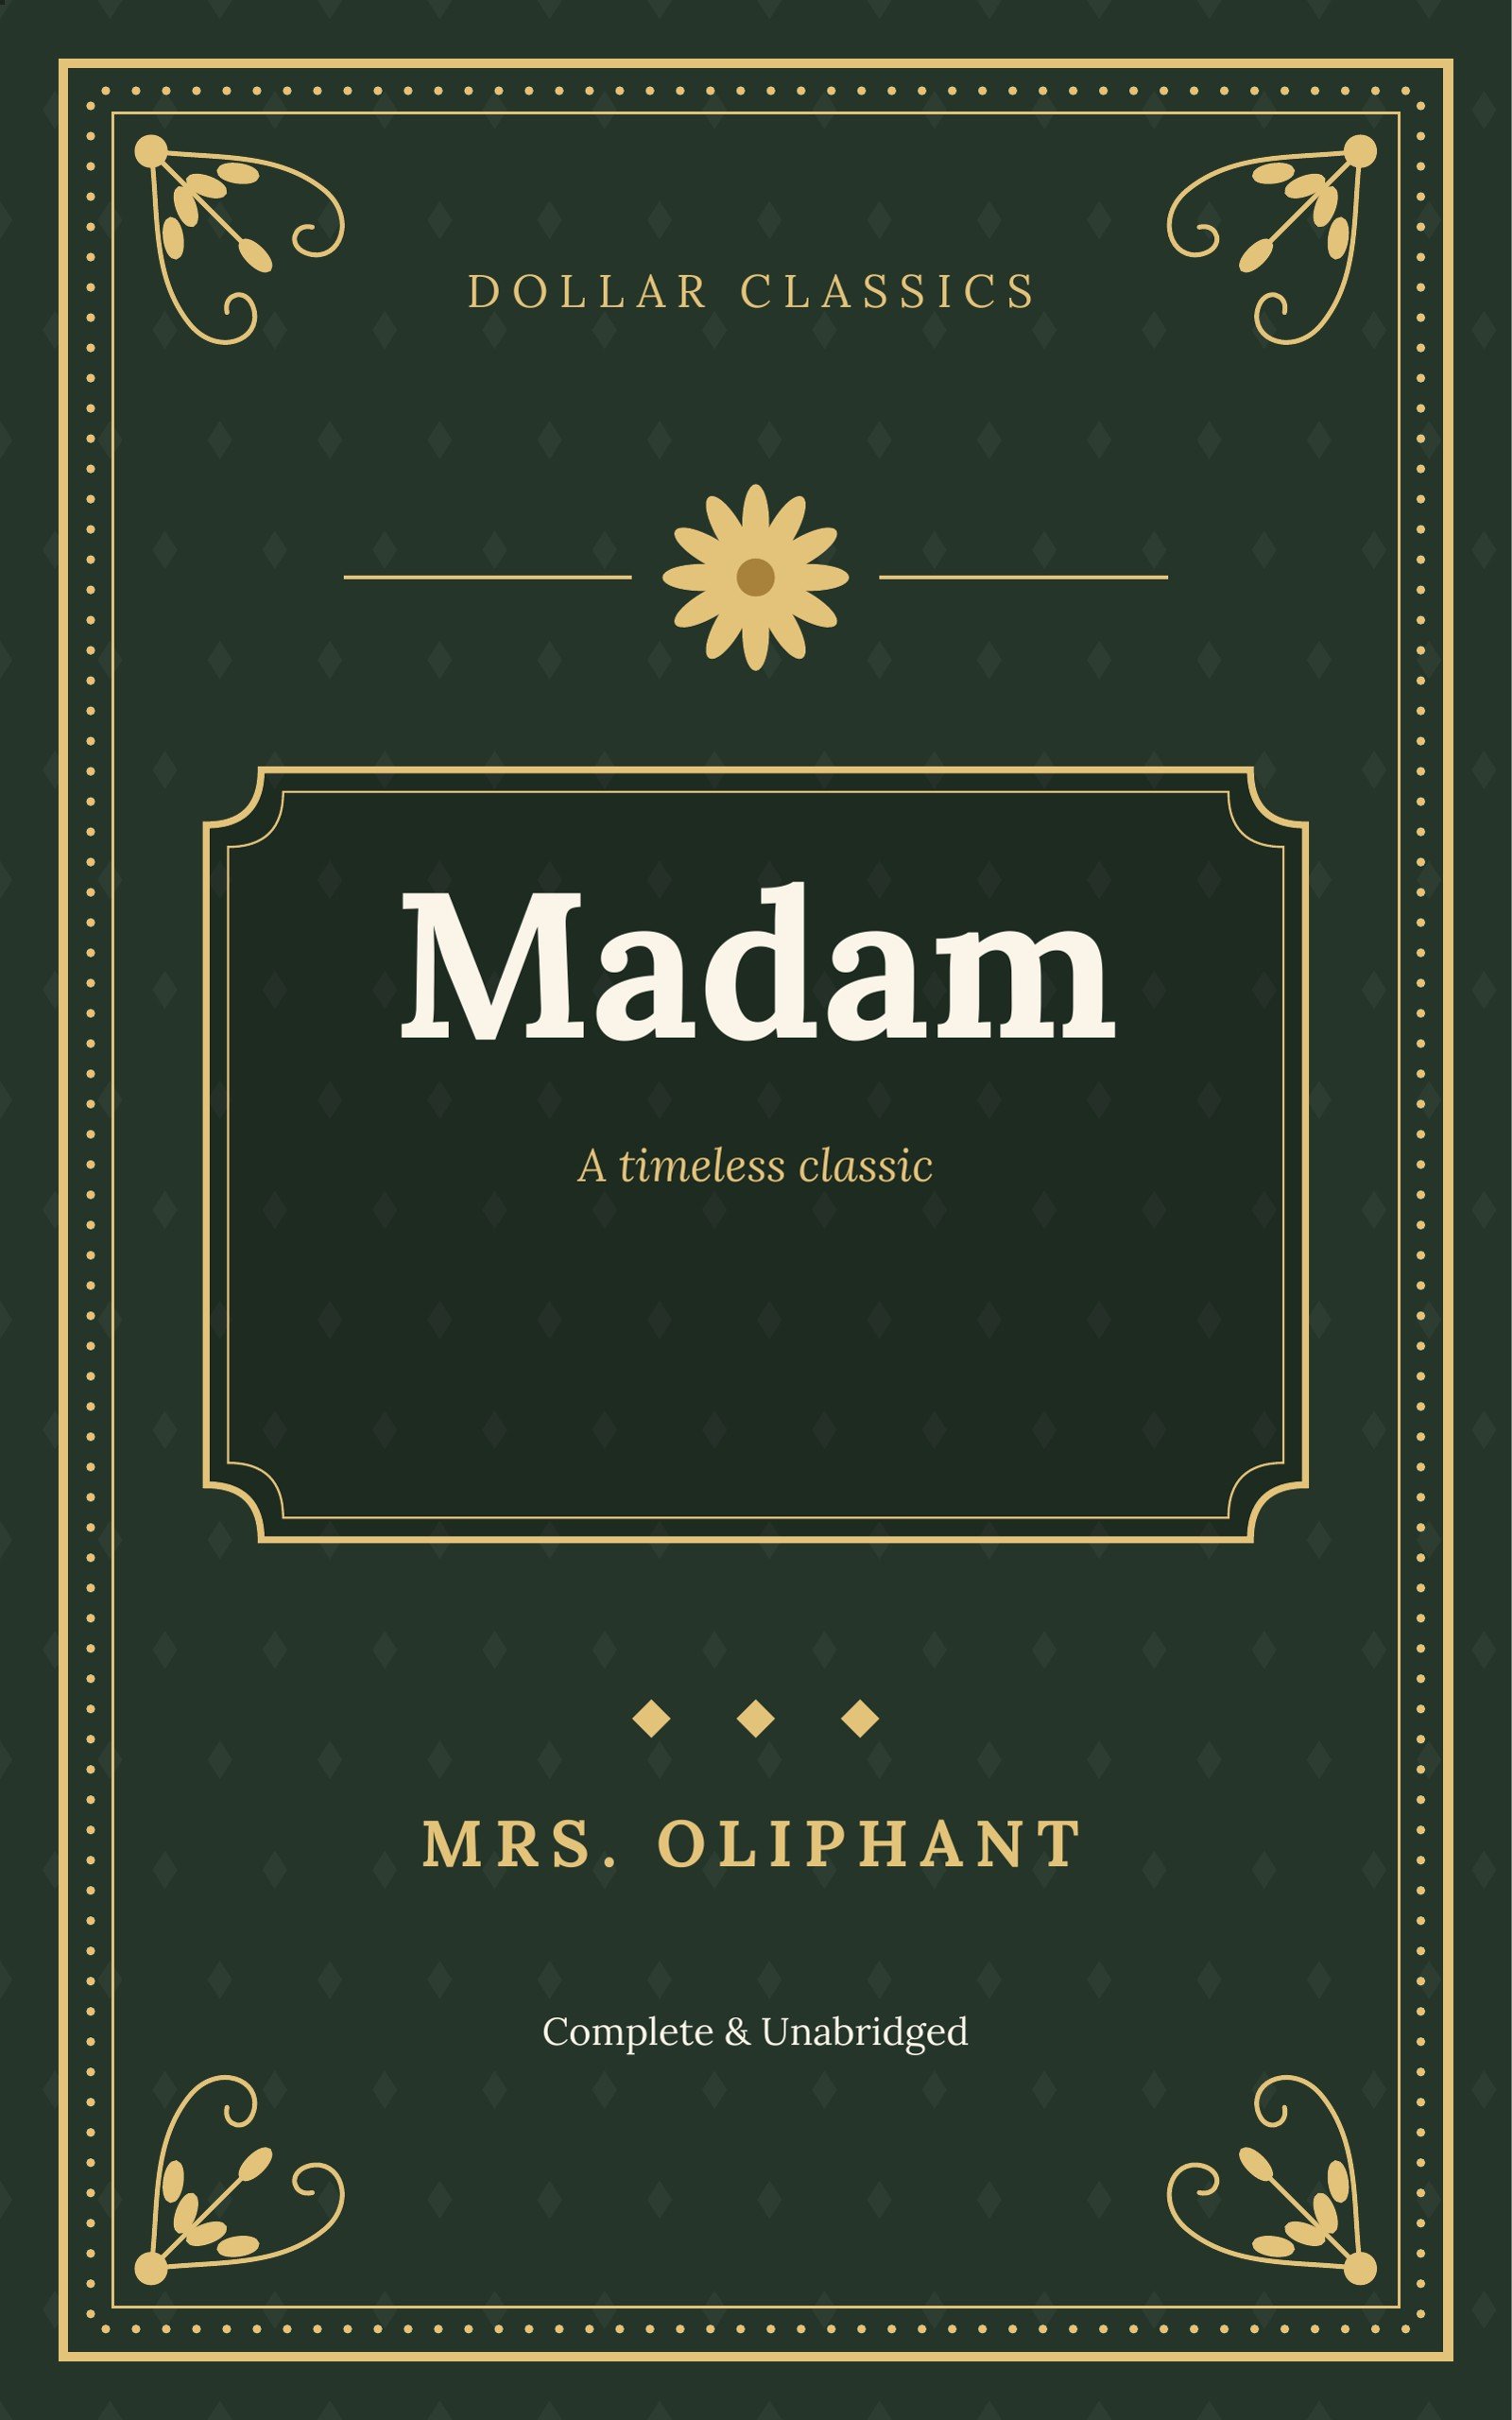 DOLLAR CLASSICS
Madam
A timeless classic
MRS. OLIPHANT
Complete & Unabridged